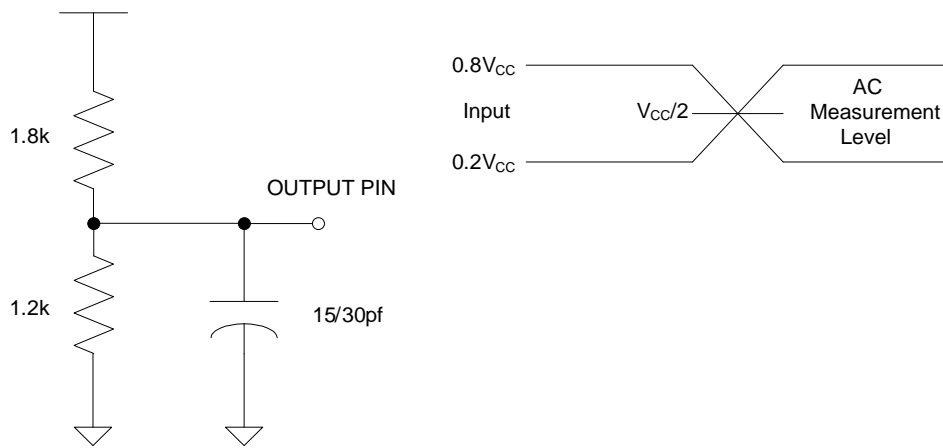 1.8k
OUTPUT PIN
1.2k
15/30pf
0.8VCC
Input
VCC/2
0.2VCC
AC
Measurement
Level